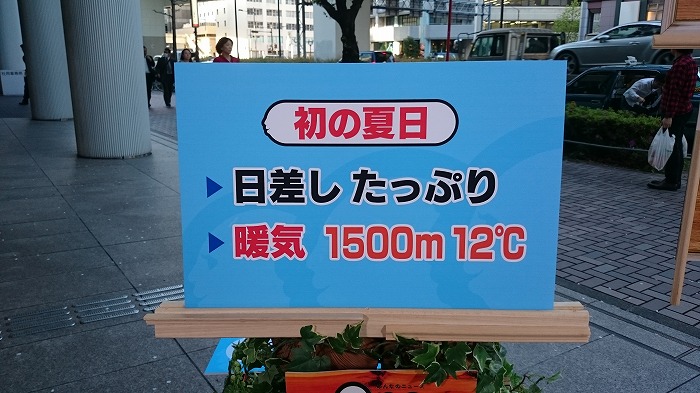 初の夏日
▶日差し たっぷり
▶暖気 1500m 12℃